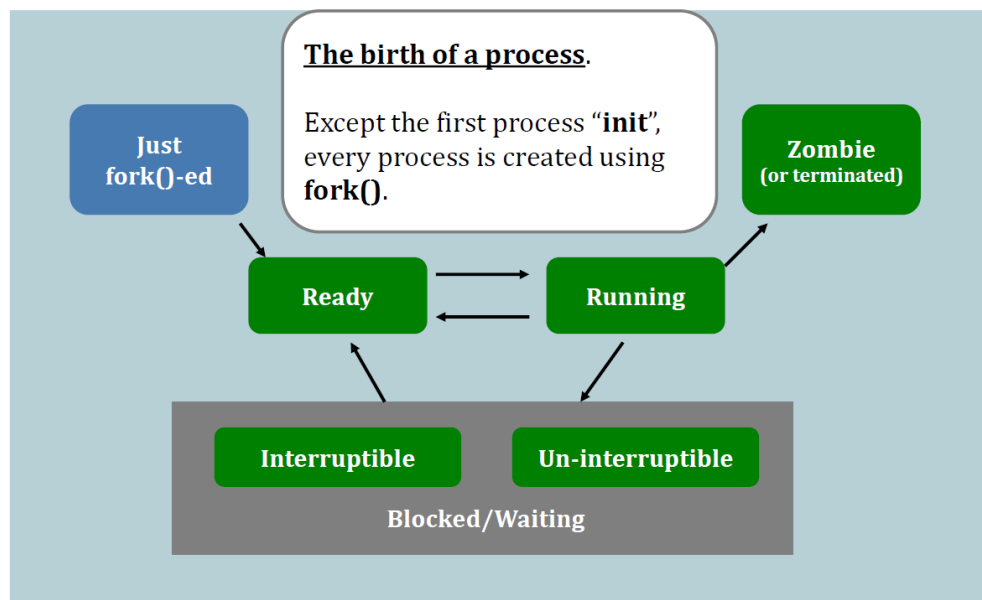 The birth of a process.
Except the first process “init”,
every process is created using
fork().
Just
fork()-ed
Zombie
(or terminated)
Ready
Running
Interruptible
Un-interruptible
Blocked/Waiting